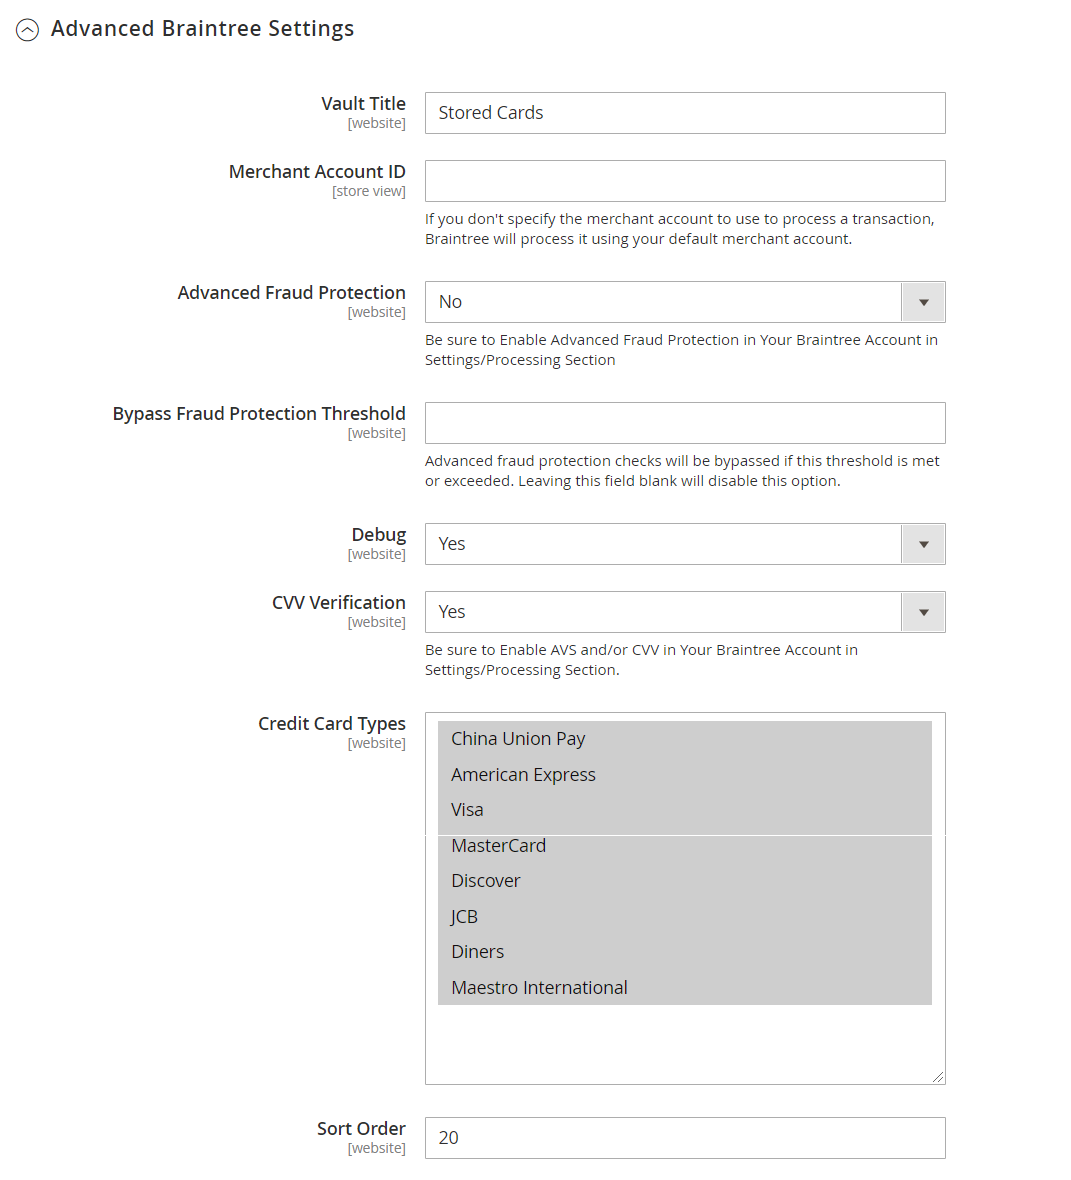 Advanced Braintree Settings
Vault Title
[website]
Stored Cards
Merchant Account ID
[store view]
If you don't specify the merchant account to use to process a transaction,
Braintree will process it using your default merchant account.
Advanced Fraud Protection
[website]
No
Be sure to Enable Advanced Fraud Protection in Your Braintree Account in
Settings/Processing Section
Bypass Fraud Protection Threshold
[website]
Advanced fraud protection checks will be bypassed if this threshold is met
or exceeded. Leaving this field blank will disable this option.
Debug
[website]
Yes
CVV Verification
[website]
Yes
Be sure to Enable AVS and/or CVV in Your Braintree Account in
Settings/Processing Section.
Credit Card Types
[website]
China Union Pay
American Express
Visa
MasterCard
Discover
JCB
Diners
Maestro International
Sort Order
[website]
20